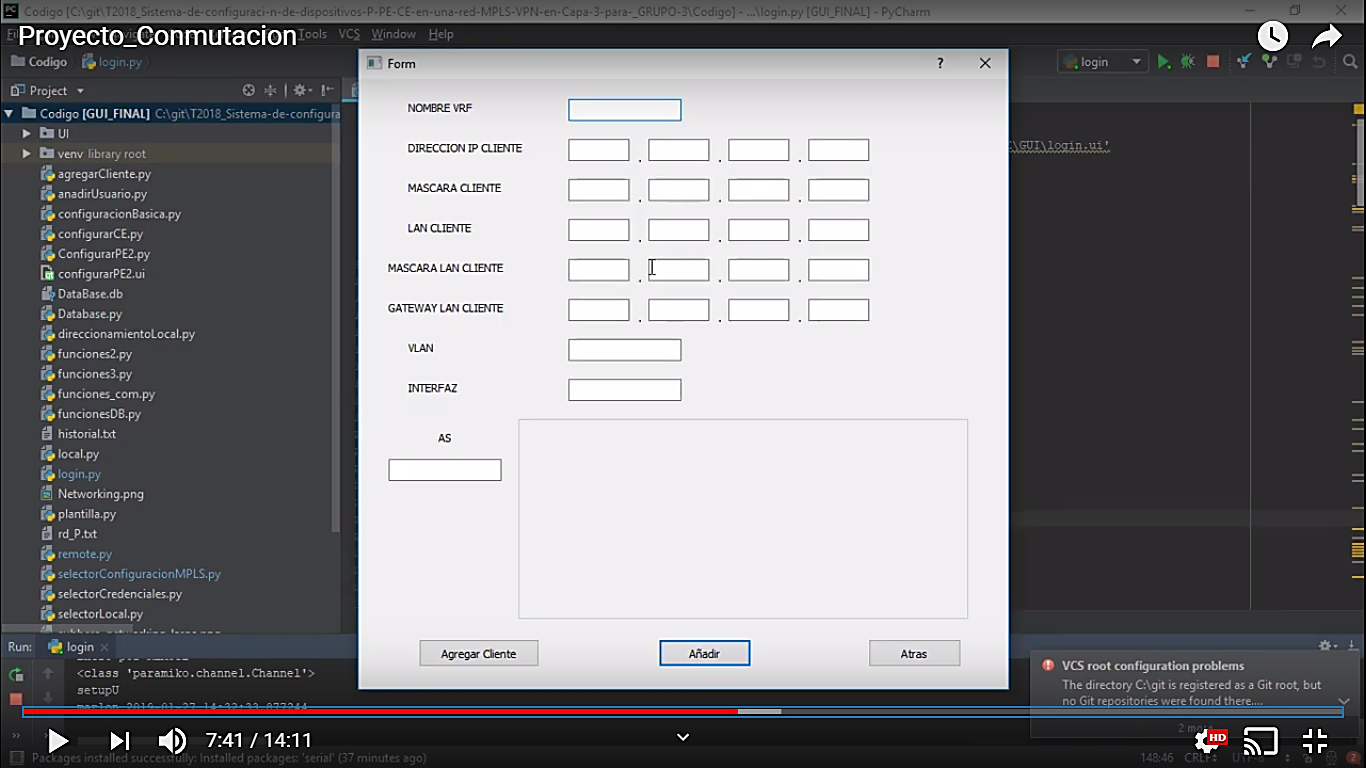 Codigo [C:\git\T2018_Sistema-de-configuraci-n-de-dispositivos-P-PE-CE-en-una-red-MPLS-VPN-en-Capa-3-para-_GRUPO-3\Codigo] - ...\login.py [GUI_FINAL] - PyCharm
Proyecto_Conmutacion
Tools VCS Window Help
Codigo login.py
login
Project
Codigo [GUI_FINAL] C:\git\T2018_Sistema-de-configura
UI
venv library root
agregarCliente.py
anadirUsuario.py
configuracionBasica.py
configurarCE.py
ConfigurarPE2.py
configurarPE2.ui
DataBase.db
Database.py
direccionamientoLocal.py
funciones2.py
funciones3.py
funciones_com.py
funcionesDB.py
historial.txt
local.py
login.py
Networking.png
plantilla.py
rd_P.txt
remote.py
selectorConfiguracionMPLS.py
selectorCredenciales.py
selectorLocal.py
\GUI\login.ui'
Form
? 
NOMBRE VRF
DIRECCION IP CLIENTE . . .
MASCARA CLIENTE . . .
LAN CLIENTE . . .
MASCARA LAN CLIENTE . . .
GATEWAY LAN CLIENTE . . .
VLAN
INTERFAZ
AS
Agregar Cliente Añadir Atras
Run: login
<class 'paramiko.channel.Channel'>
setupU
VCS root configuration problems
The directory C:\git is registered as a Git root, but
no Git repositories were found there....
2 more
7:41 / 14:11
HD
Packages installed successfully: Installed packages: 'serial' (37 minutes ago)
148:46 CRLF UTF-8 2